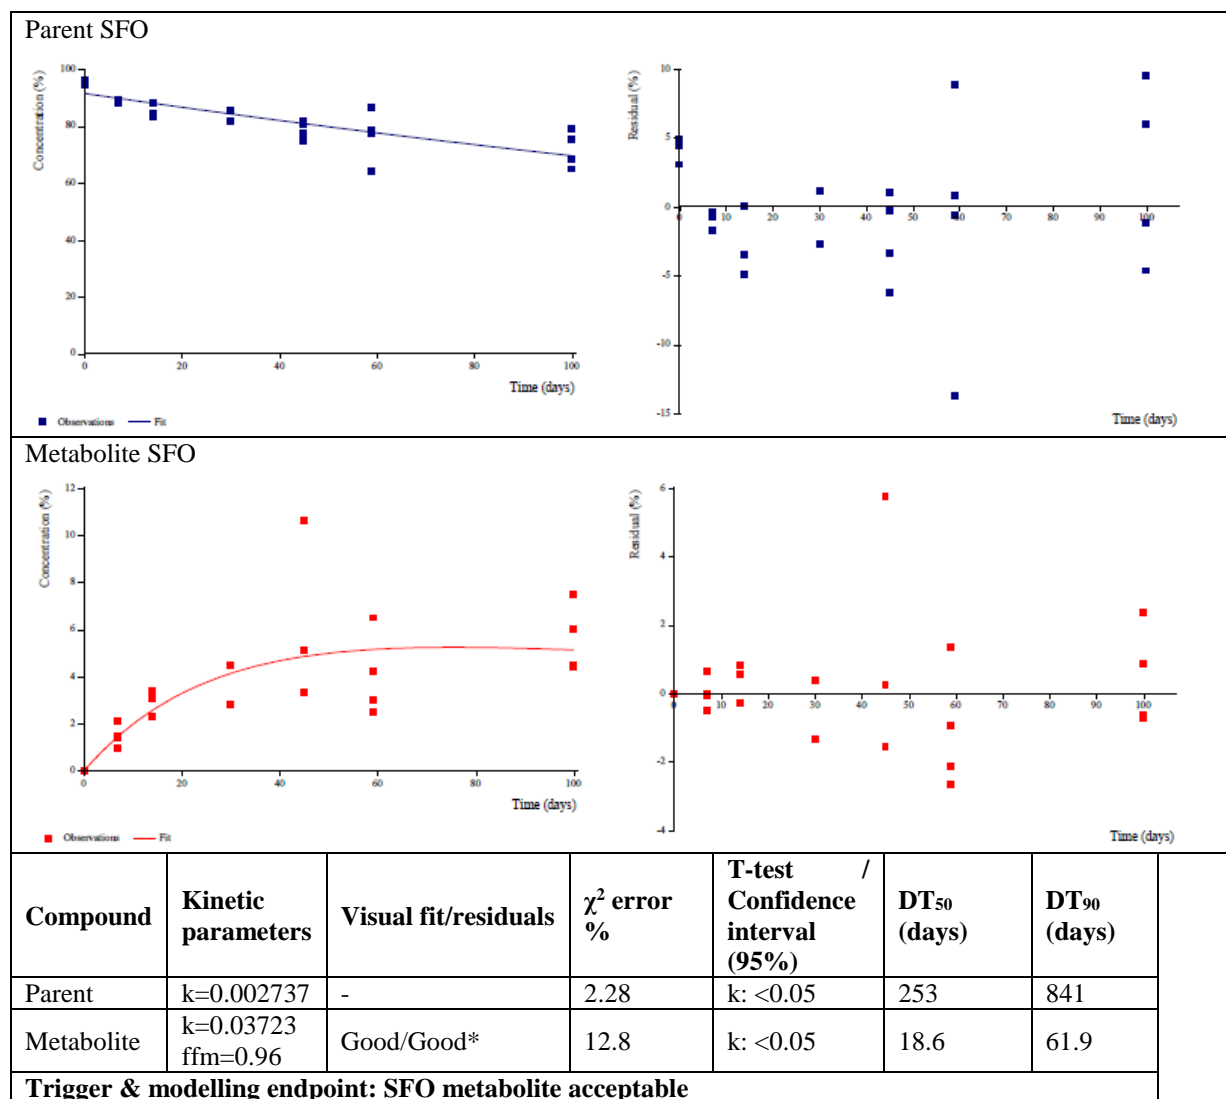 Parent SFO
Concentration (%)
100
80
60
40
20
0
0 20 40 60 80 100
Time (days)
Observations Fit
Residual (%)
10
5
0
-5
-10
-15
0 10 20 30 40 50 60 70 80 90 100
Time (days)
Metabolite SFO
Concentration (%)
12
10
8
6
4
2
0
0 20 40 60 80 100
Time (days)
Observations Fit
Residual (%)
6
4
2
0
-2
-4
0 10 20 30 40 50 60 70 80 90 100
Time (days)
Compound
Kinetic
parameters
Visual fit/residuals
χ² error
%
T-test /
Confidence
interval
(95%)
DT₅₀
(days)
DT₉₀
(days)
Parent k=0.002737 - 2.28 k: <0.05 253 841
Metabolite
k=0.03723
ffm=0.96
Good/Good* 12.8 k: <0.05 18.6 61.9
Trigger & modelling endpoint: SFO metabolite acceptable